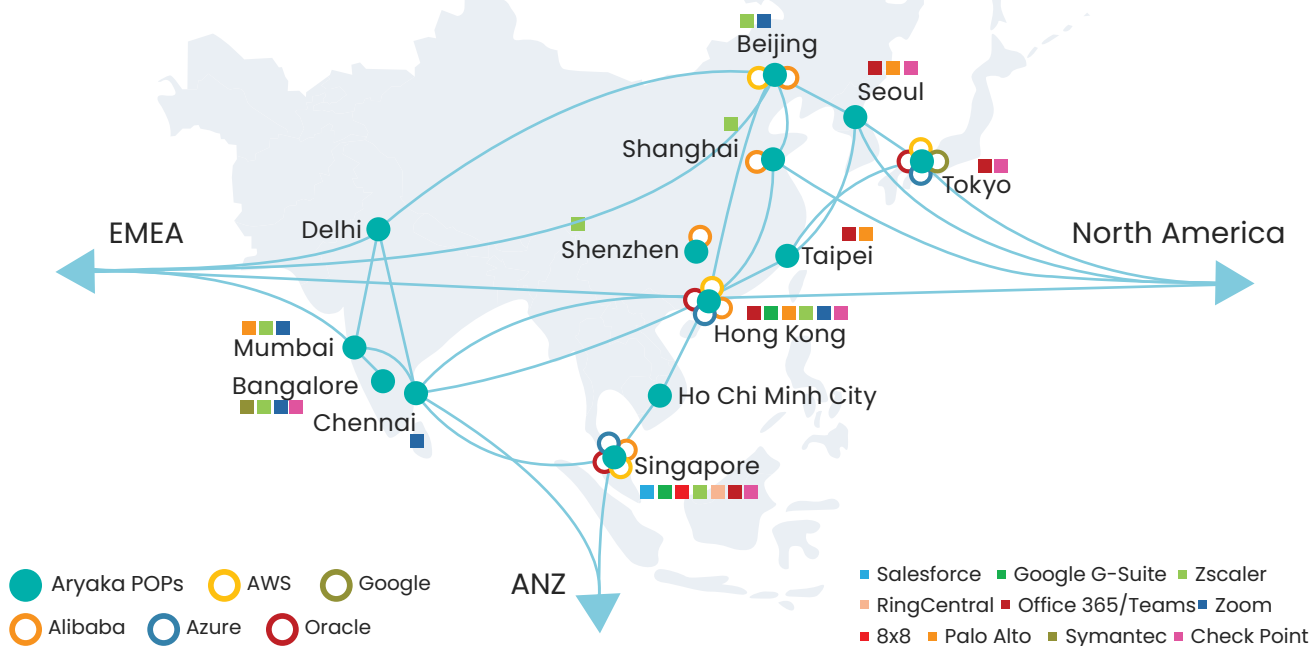 Beijing
Seoul
Shanghai
Tokyo
EMEA
Delhi
North America
Shenzhen
Taipei
Hong Kong
Mumbai
Bangalore
Ho Chi Minh City
Chennai
Singapore
ANZ
Aryaka POPs
AWS
Google
Alibaba
Azure
Oracle
Salesforce
Google G-Suite
Zscaler
RingCentral
Office 365/Teams
Zoom
8x8
Palo Alto
Symantec
Check Point